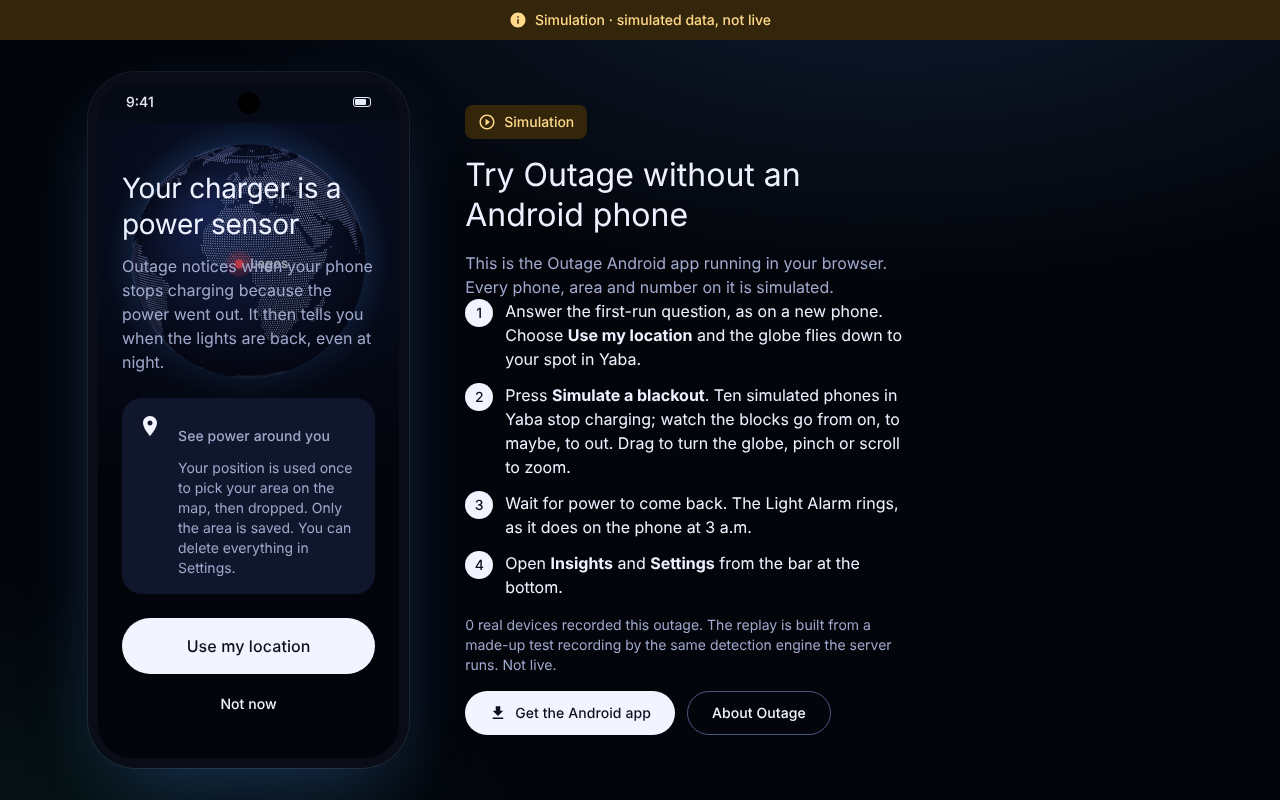 Simulation · simulated data, not live
9:41
Your charger is a
power sensor
Lagos
Outage notices when your phone
stops charging because the
power went out. It then tells you
when the lights are back, even at
night.
See power around you
Your position is used once
to pick your area on the
map, then dropped. Only
the area is saved. You can
delete everything in
Settings.
Use my location
Not now
Simulation
Try Outage without an
Android phone
This is the Outage Android app running in your browser.
Every phone, area and number on it is simulated.
1 Answer the first-run question, as on a new phone.
Choose Use my location and the globe flies down to
your spot in Yaba.
2 Press Simulate a blackout. Ten simulated phones in
Yaba stop charging; watch the blocks go from on, to
maybe, to out. Drag to turn the globe, pinch or scroll
to zoom.
3 Wait for power to come back. The Light Alarm rings,
as it does on the phone at 3 a.m.
4 Open Insights and Settings from the bar at the
bottom.
0 real devices recorded this outage. The replay is built from a
made-up test recording by the same detection engine the server
runs. Not live.
Get the Android app
About Outage